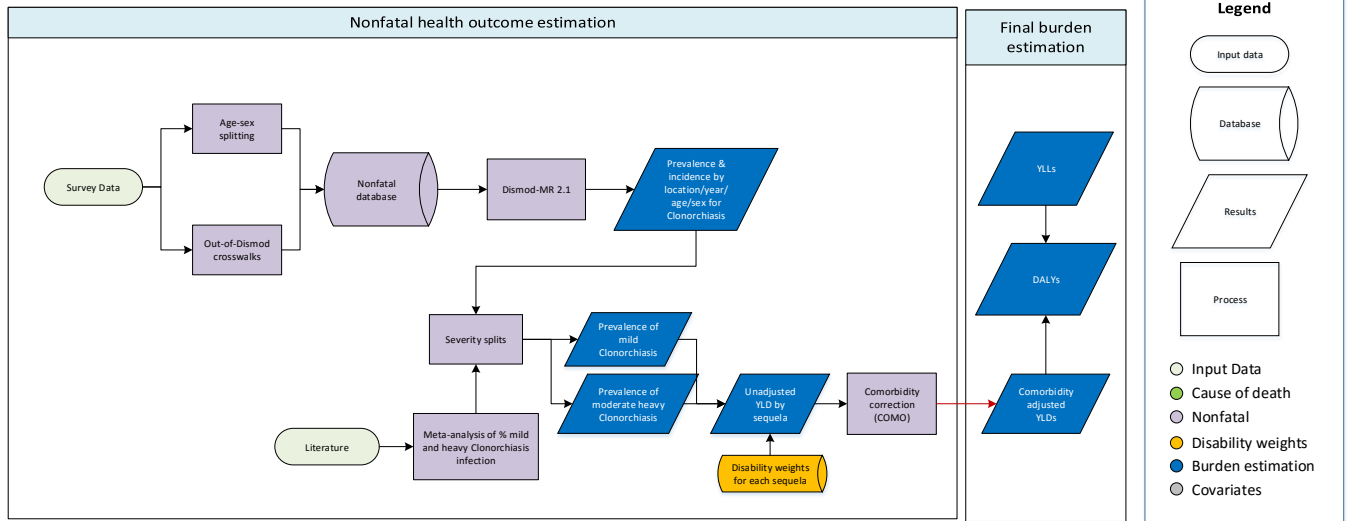 Nonfatal health outcome estimation
Age-sex
splitting
Survey Data
Out-of-Dismod
crosswalks
Nonfatal
database
Dismod-MR 2.1
Prevalence &
incidence by
location/year/
age/sex for
Clonorchiasis
Severity splits
Literature
Meta-analysis of % mild
and heavy Clonorchiasis
infection
Prevalence of
mild
Clonorchiasis
Prevalence of
moderate heavy
Clonorchiasis
Unadjusted
YLD by
sequela
Disability weights
for each sequela
Comorbidity
correction
(COMO)
Final burden
estimation
YLLs
DALYs
Comorbidity
adjusted
YLDs
Legend
Input data
Database
Results
Process
Input Data
Cause of death
Nonfatal
Disability weights
Burden estimation
Covariates